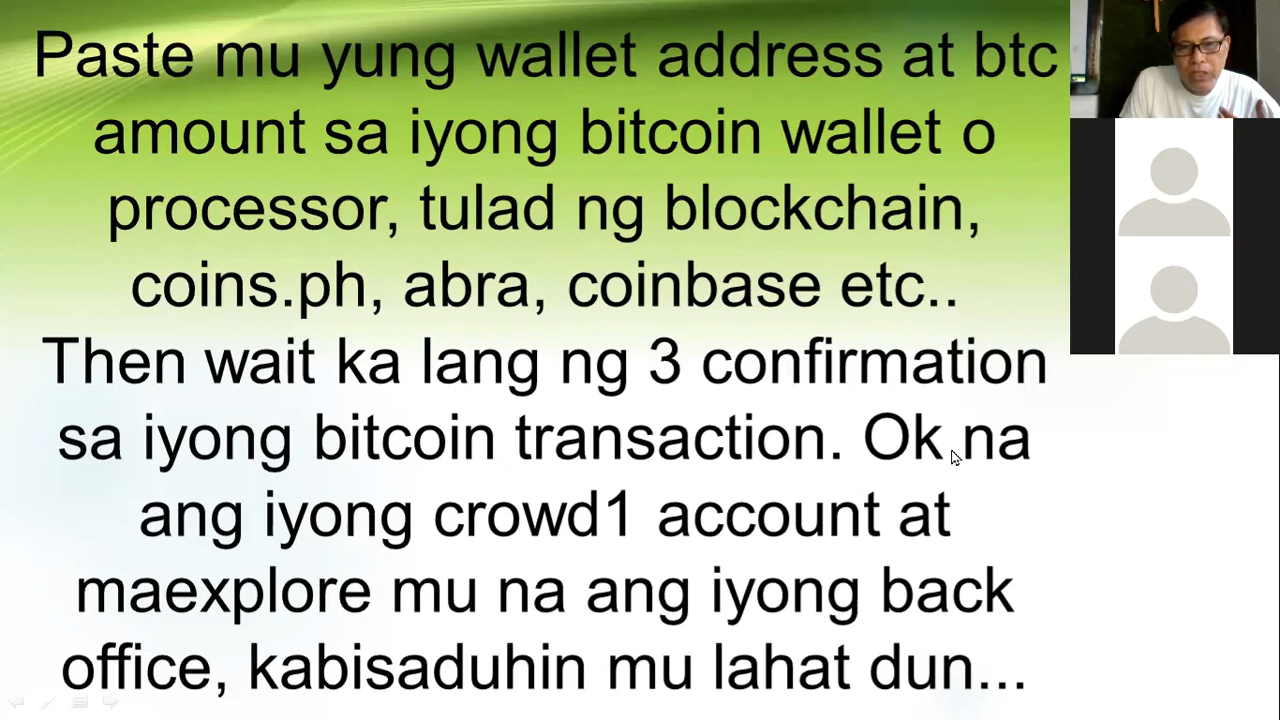 Paste mu yung wallet address at btc
amount sa iyong bitcoin wallet o
processor, tulad ng blockchain,
coins.ph, abra, coinbase etc..
Then wait ka lang ng 3 confirmation
sa iyong bitcoin transaction. Ok na
ang iyong crowd1 account at
maexplore mu na ang iyong back
office, kabisaduhin mu lahat dun...